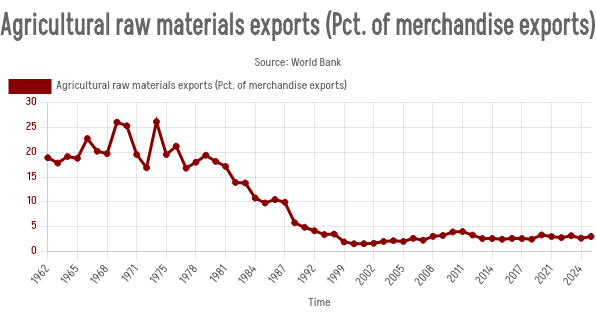 Agricultural raw materials exports (Pct. of merchandise exports)
Source: World Bank
Agricultural raw materials exports (Pct. of merchandise exports)
30
25
20
15
10
5
0
1962 1965 1968 1971 1975 1978 1981 1984 1987 1992 1999 2002 2005 2008 2011 2014 2017 2021 2024
Time